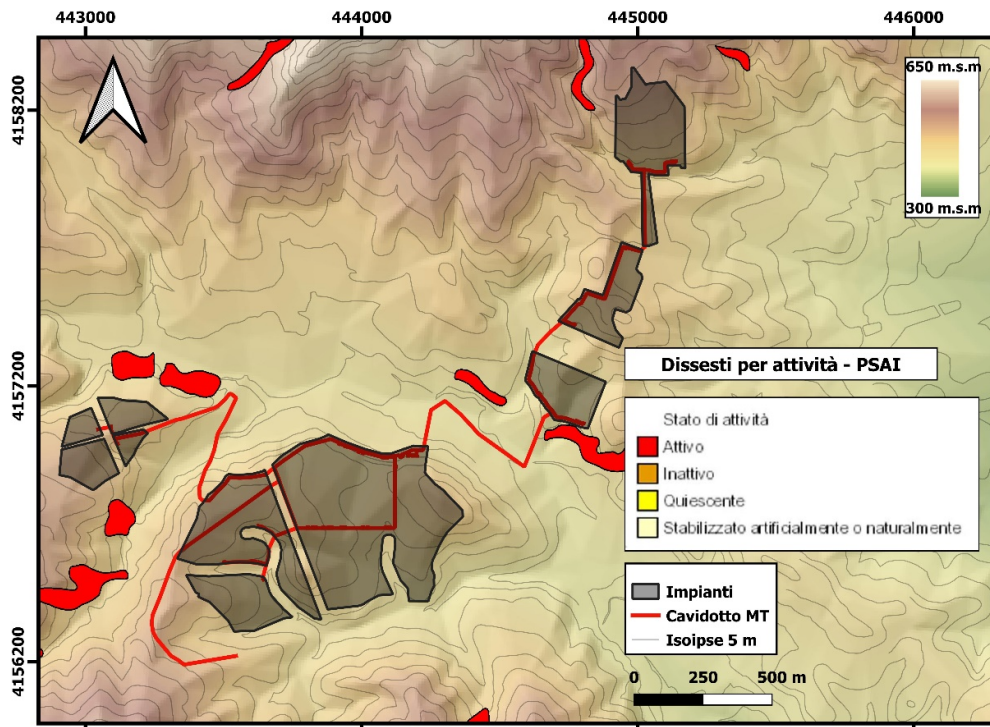 443000 444000 445000 446000
650 m.s.m
300 m.s.m
4158200
4157200
4156200
Dissesti per attività - PSAI
Stato di attività
Attivo
Inattivo
Quiescente
Stabilizzato artificialmente o naturalmente
Impianti
Cavidotto MT
Isoipse 5 m
0 250 500 m